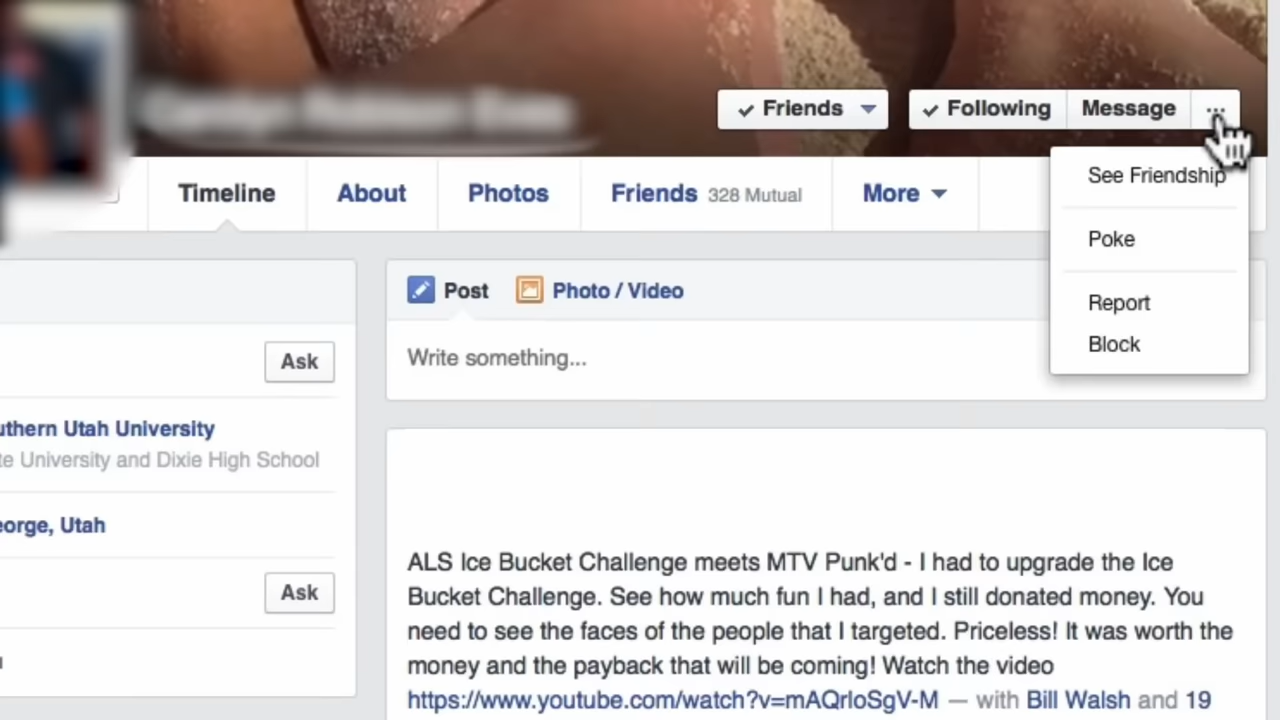 Friends
Following
Message
...
See Friendship
Poke
Report
Block
Timeline
About
Photos
Friends 328 Mutual
More
Post
Photo / Video
Write something...
Ask
uthern Utah University
te University and Dixie High School
eorge, Utah
Ask
ALS Ice Bucket Challenge meets MTV Punk'd - I had to upgrade the Ice
Bucket Challenge. See how much fun I had, and I still donated money. You
need to see the faces of the people that I targeted. Priceless! It was worth the
money and the payback that will be coming! Watch the video
https://www.youtube.com/watch?v=mAQrIoSgV-M — with Bill Walsh and 19